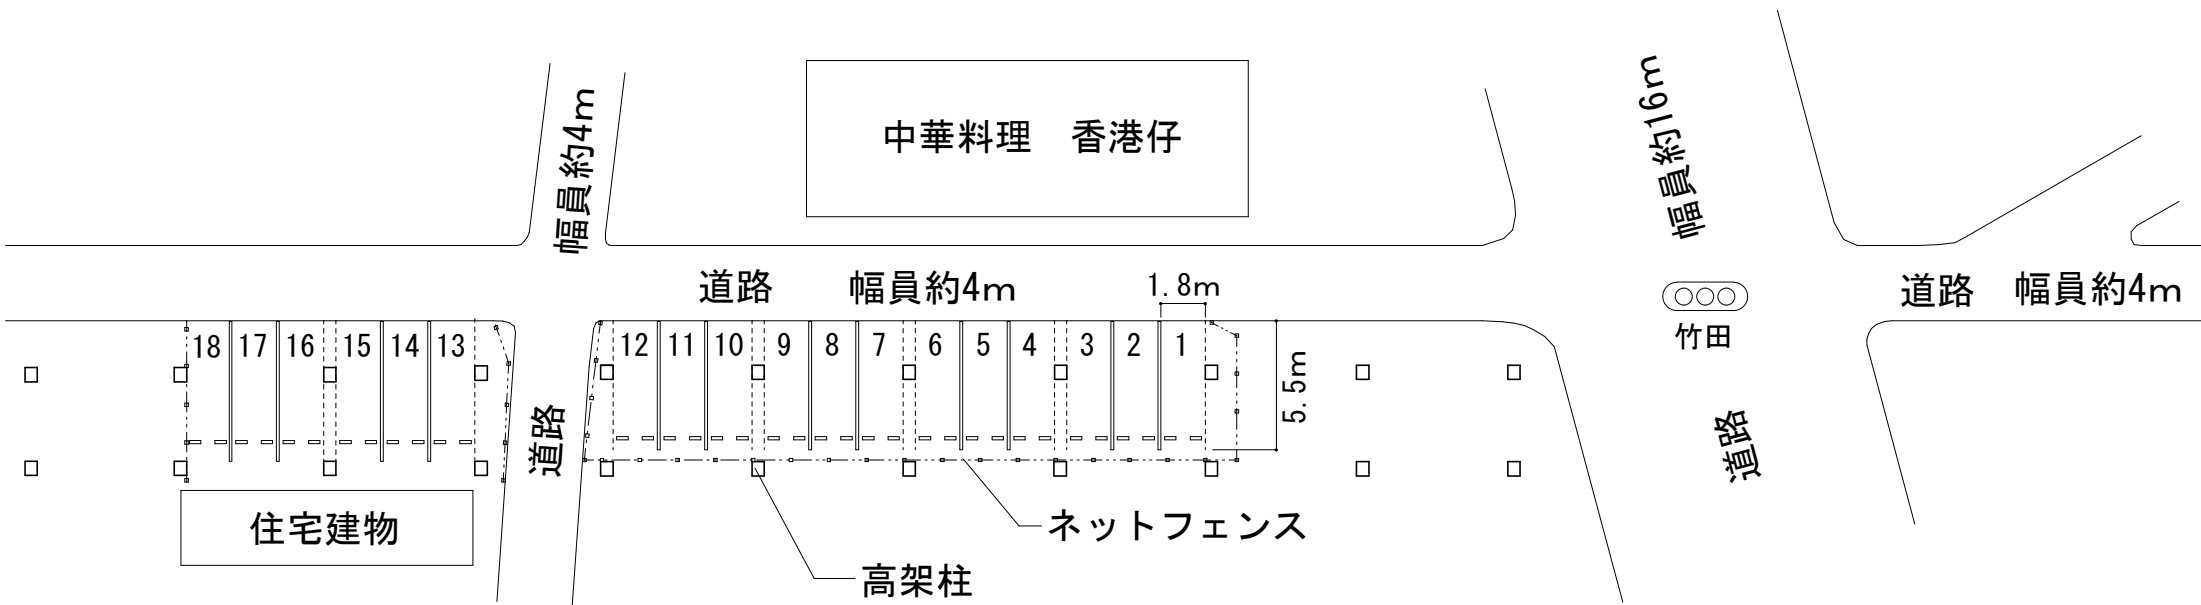 幅員約4m
中華料理　香港仔
幅員約16m
道路　幅員約4m
1.8m
道路　幅員約4m
竹田
18 17 16 15 14 13
12 11 10 9 8 7 6 5 4 3 2 1
5.5m
道路
道路
住宅建物
ネットフェンス
高架柱